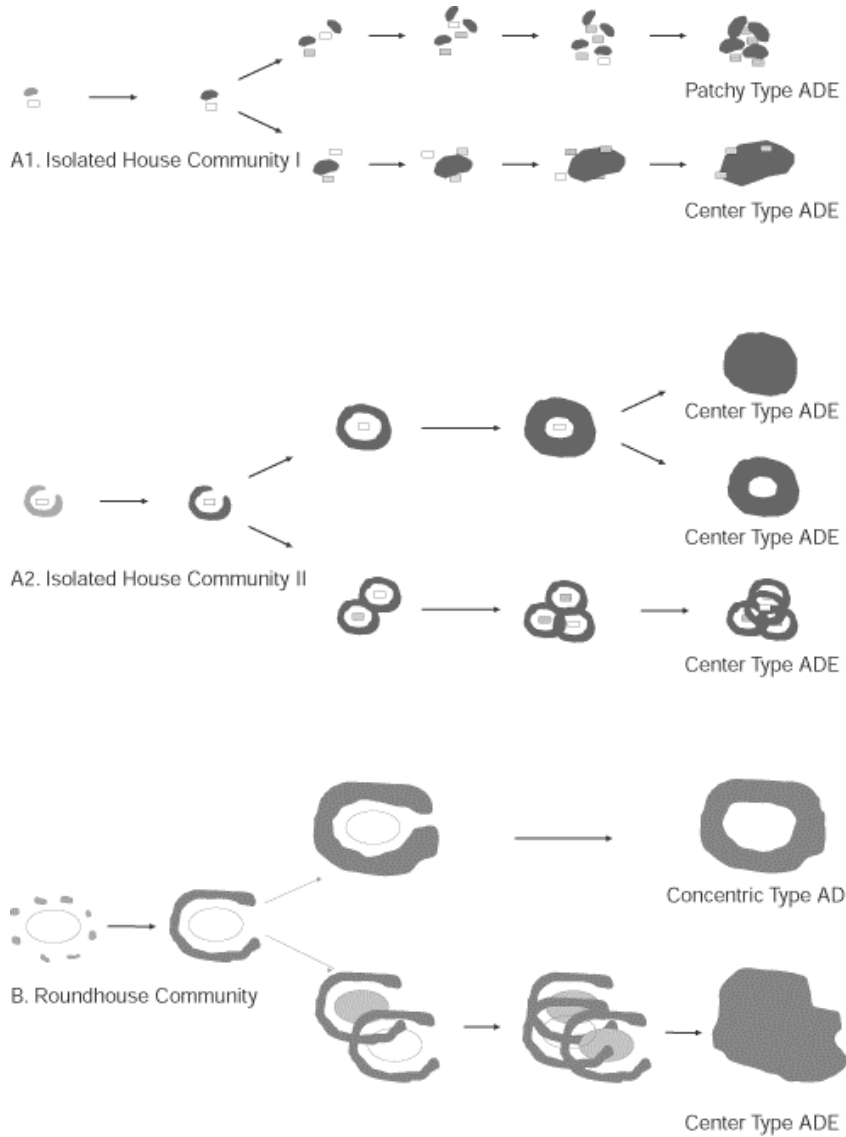 Patchy Type ADE
A1. Isolated House Community I
Center Type ADE
Center Type ADE
Center Type ADE
A2. Isolated House Community II
Center Type ADE
Concentric Type AD
B. Roundhouse Community
Center Type ADE